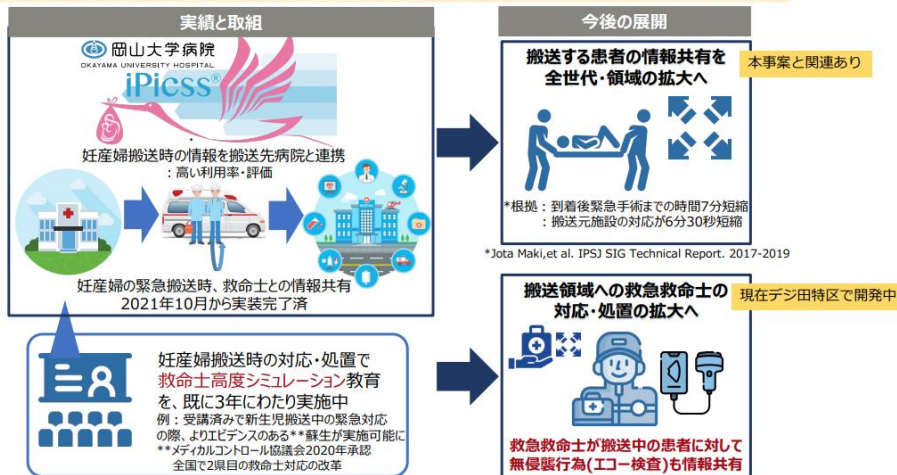 実績と取組
岡山大学病院
OKAYAMA UNIVERSITY HOSPITAL
iPicss®
妊産婦搬送時の情報を搬送先病院と連携
：高い利用率・評価
妊産婦の緊急搬送時、救命士との情報共有
2021年10月から実装完了済
妊産婦搬送時の対応・処置で
救命士高度シミュレーション教育
を、既に3年にわたり実施中
例：受講済みで新生児搬送中の緊急対応
の際、よりエビデンスのある**蘇生が実施可能に
**メディカルコントロール協議会2020年承認
全国で2県目の救命士対応の改革
今後の展開
搬送する患者の情報共有を
全世代・領域の拡大へ
本事案と関連あり
*根拠：到着後緊急手術までの時間7分短縮
：搬送元施設の対応が6分30秒短縮
*Jota Maki,et al. IPSJ SIG Technical Report. 2017-2019
搬送領域への救急救命士の
対応・処置の拡大へ
現在デジ田特区で開発中
救急救命士が搬送中の患者に対して
無侵襲行為(エコー検査)も情報共有